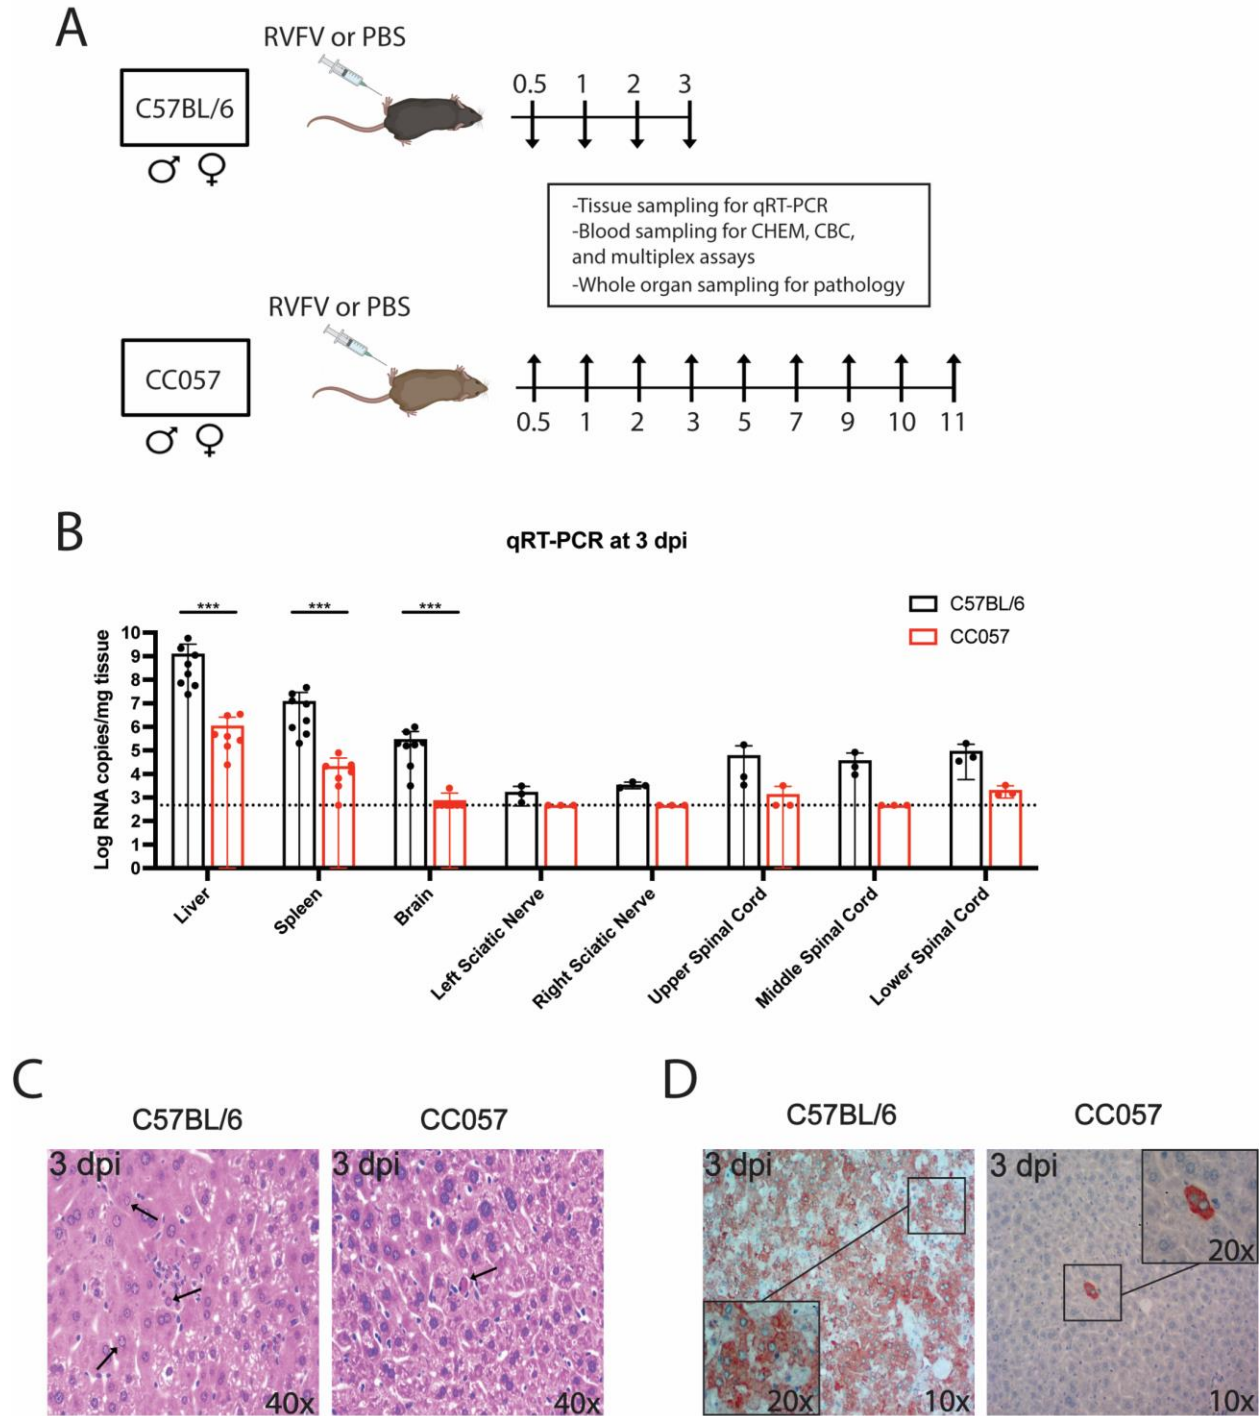 A
RVFV or PBS
C57BL/6
♂ ♀
0.5 1 2 3
-Tissue sampling for qRT-PCR
-Blood sampling for CHEM, CBC,
and multiplex assays
-Whole organ sampling for pathology
RVFV or PBS
CC057
♂ ♀
0.5 1 2 3 5 7 9 10 11
B
qRT-PCR at 3 dpi
*** *** ***
C57BL/6
CC057
Log RNA copies/mg tissue
10
9
8
7
6
5
4
3
2
1
0
Liver
Spleen
Brain
Left Sciatic Nerve
Right Sciatic Nerve
Upper Spinal Cord
Middle Spinal Cord
Lower Spinal Cord
C
C57BL/6 CC057
3 dpi 3 dpi
40x 40x
D
C57BL/6 CC057
3 dpi 3 dpi
20x
20x
10x 10x